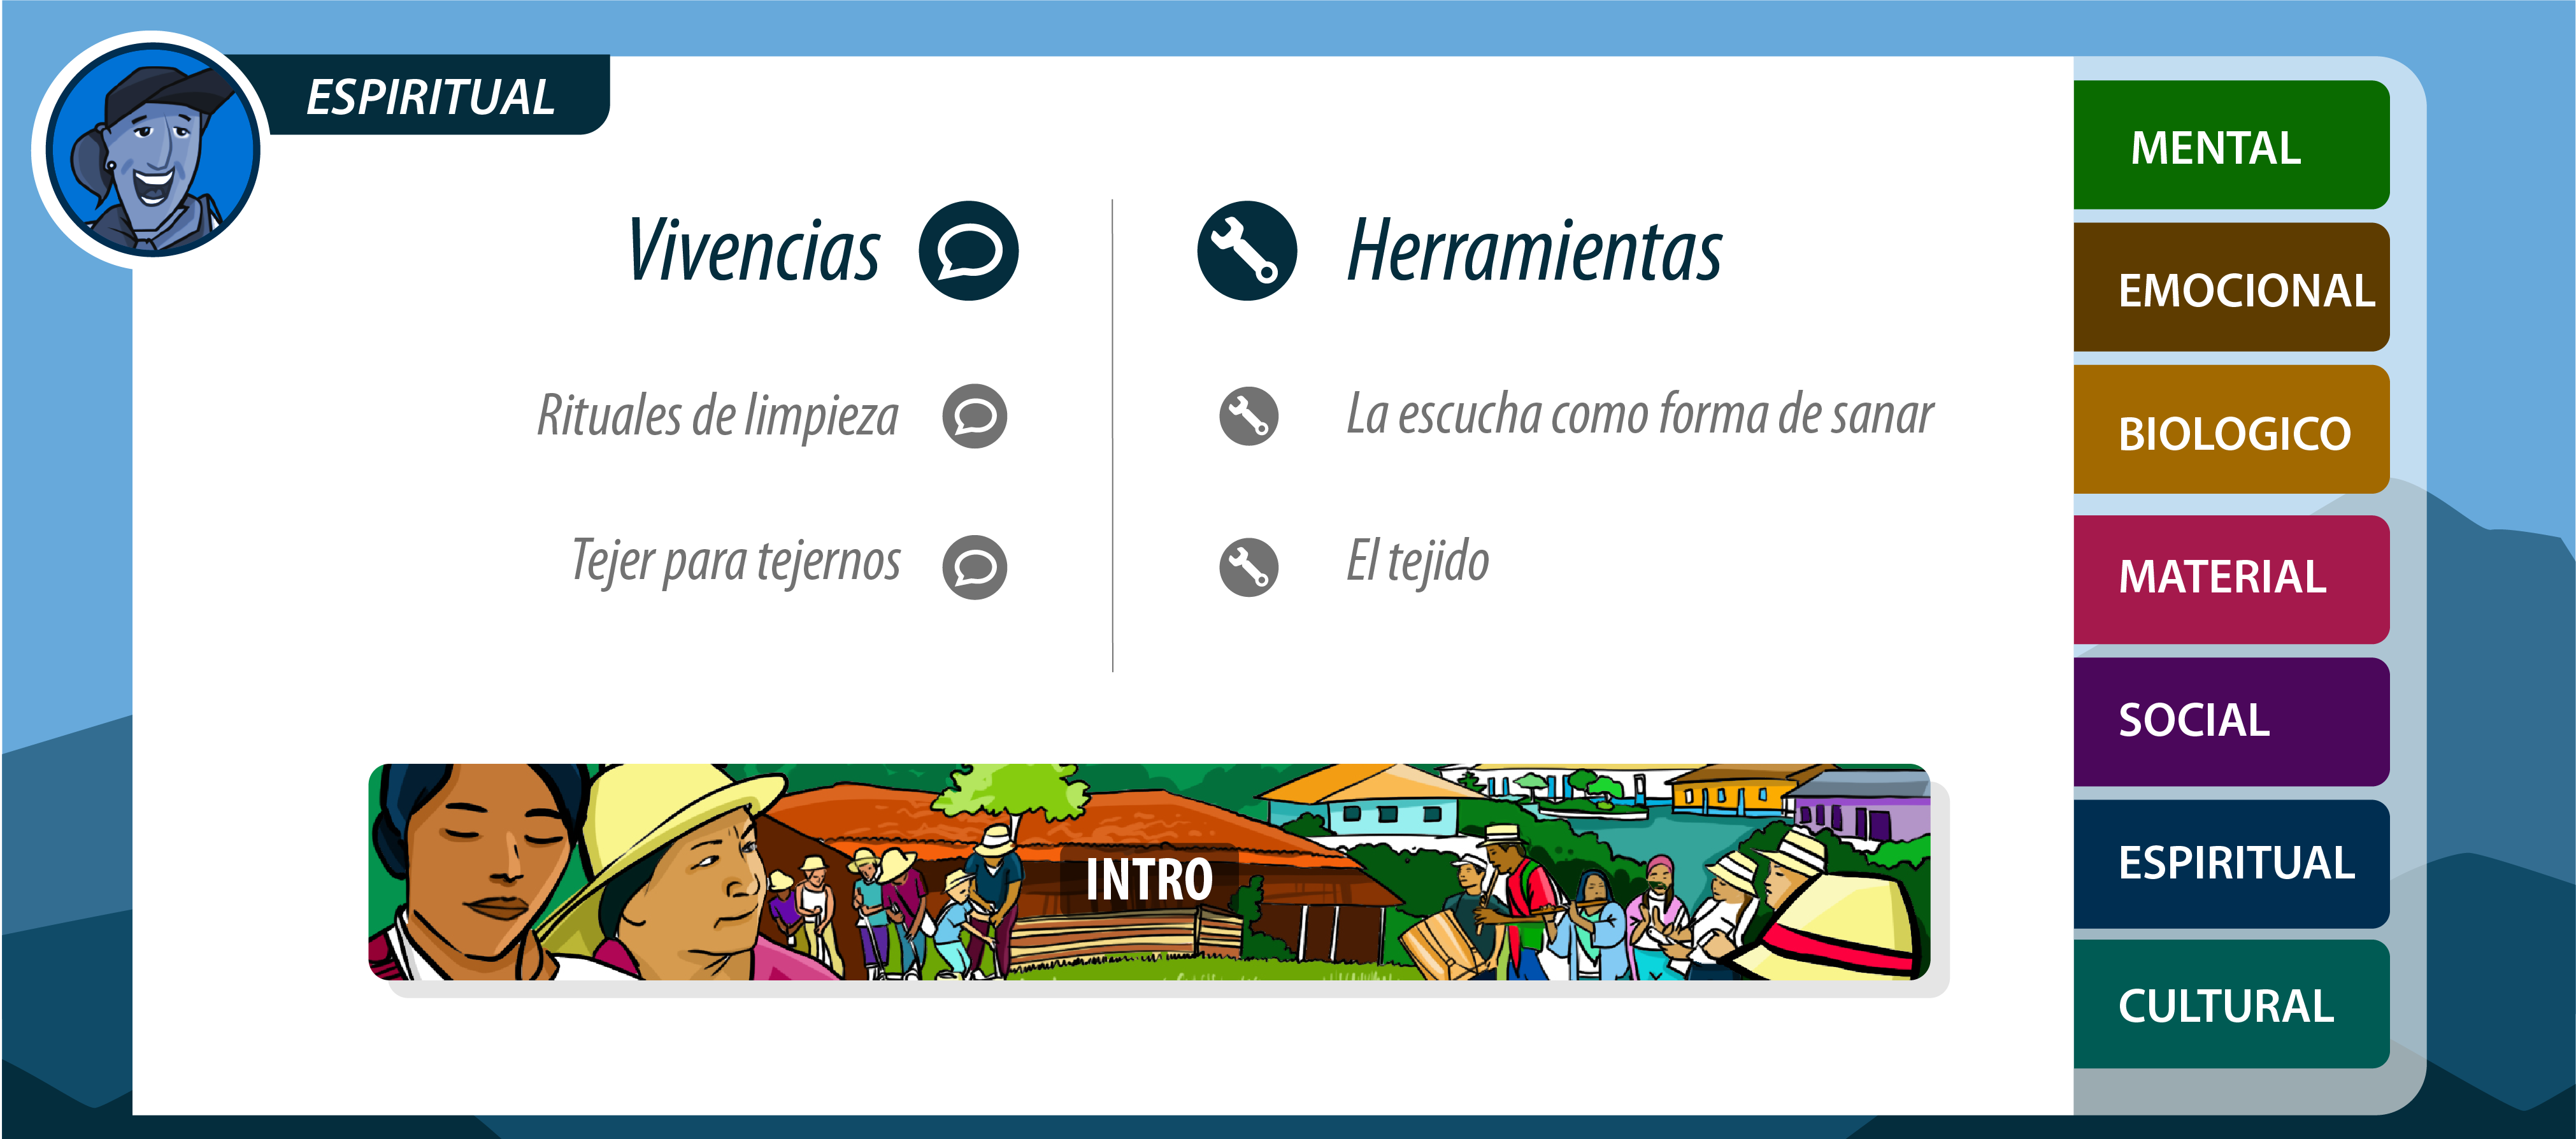 ESPIRITUAL
Vivencias
Herramientas
Rituales de limpieza
La escucha como forma de sanar
Tejer para tejernos
El tejido
INTRO
MENTAL
EMOCIONAL
BIOLOGICO
MATERIAL
SOCIAL
ESPIRITUAL
CULTURAL